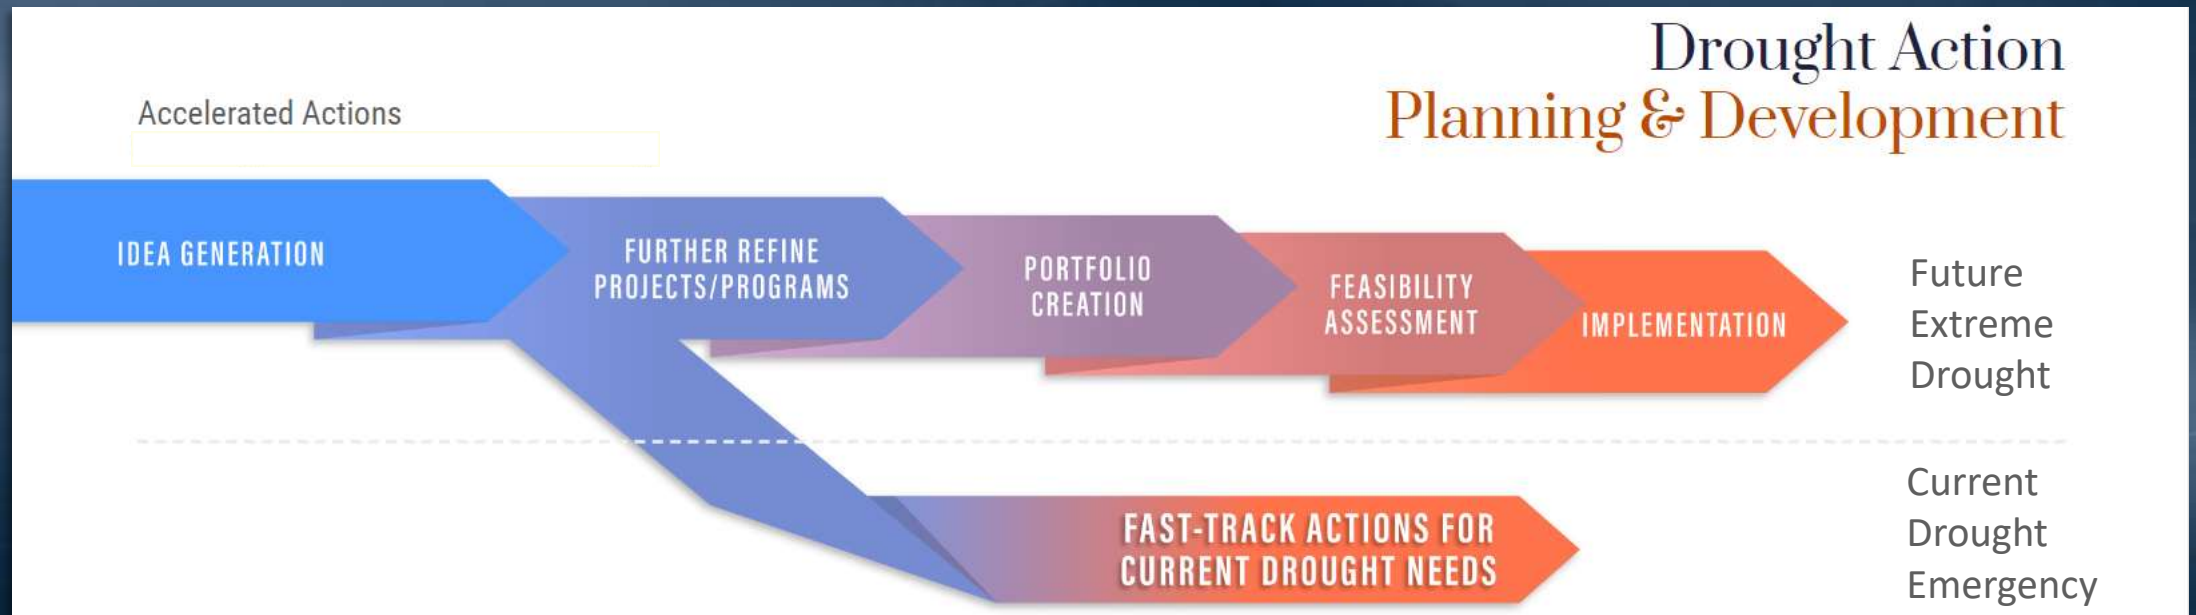 Drought Action
Planning & Development
Accelerated Actions
IDEA GENERATION
FURTHER REFINE
PROJECTS/PROGRAMS
PORTFOLIO
CREATION
FEASIBILITY
ASSESSMENT
IMPLEMENTATION
Future
Extreme
Drought
FAST-TRACK ACTIONS FOR
CURRENT DROUGHT NEEDS
Current
Drought
Emergency